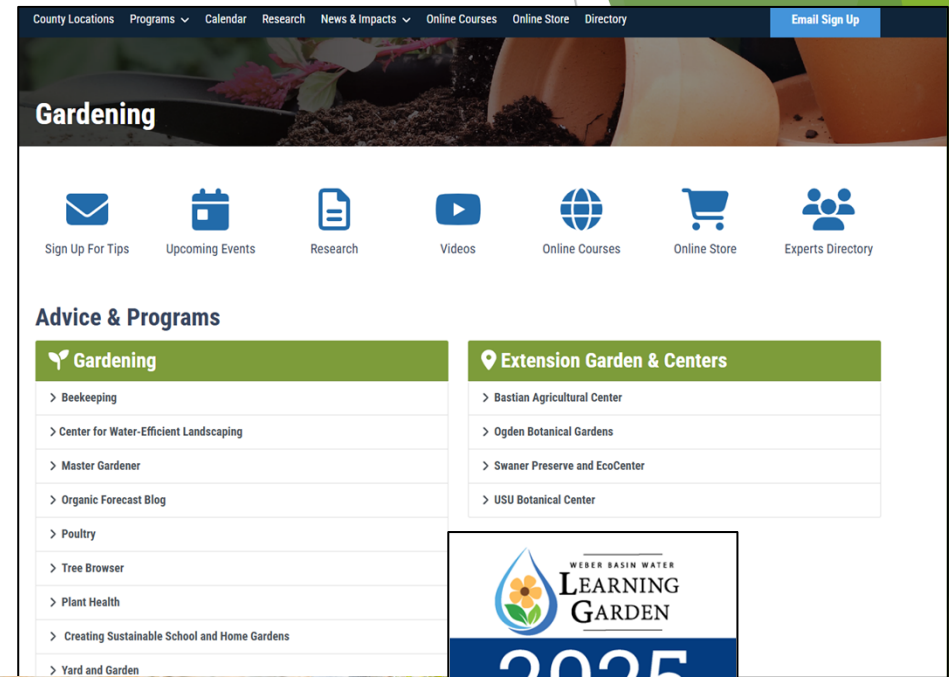 County Locations Programs Calendar Research News & Impacts Online Courses Online Store Directory Email Sign Up
Gardening
Sign Up For Tips Upcoming Events Research Videos Online Courses Online Store Experts Directory
Advice & Programs
Gardening
Beekeeping
Center for Water-Efficient Landscaping
Master Gardener
Organic Forecast Blog
Poultry
Tree Browser
Plant Health
Creating Sustainable School and Home Gardens
Yard and Garden
Extension Garden & Centers
Bastian Agricultural Center
Ogden Botanical Gardens
Swaner Preserve and EcoCenter
USU Botanical Center
WEBER BASIN WATER
LEARNING
GARDEN
2025